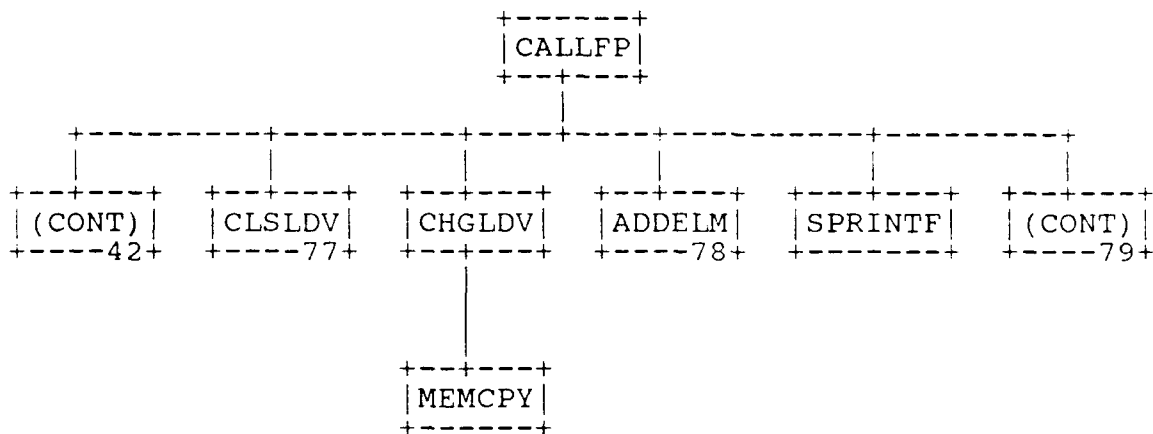 CALLFP
(CONT) CLSLDV CHGLDV ADDELM SPRINTF (CONT)
42 77 78 79
MEMCPY